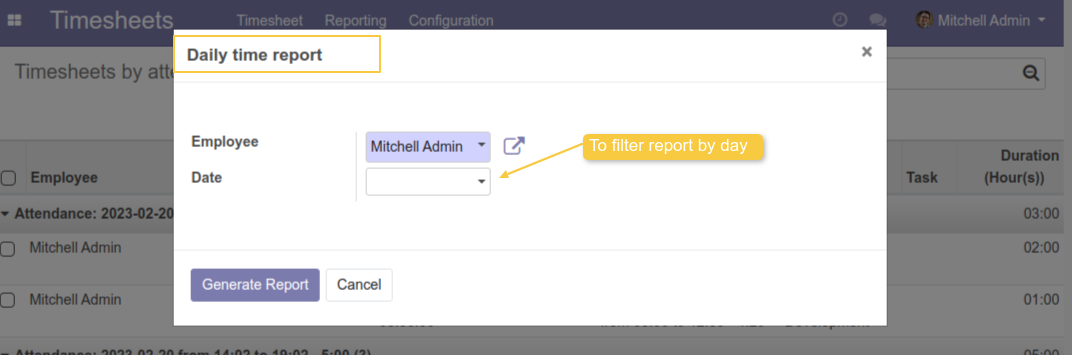 Timesheets Timesheet Reporting Configuration Mitchell Admin
Daily time report ×
Timesheets by atte
Employee Mitchell Admin
To filter report by day
Date
Employee Task Duration (Hour(s))
Attendance: 2023-02-20 03:00
Mitchell Admin 02:00
Generate Report Cancel
Mitchell Admin 01:00
Attendance: 2023-02-20 from 14:02 to 19:02 - 5:00 (3) 05:00